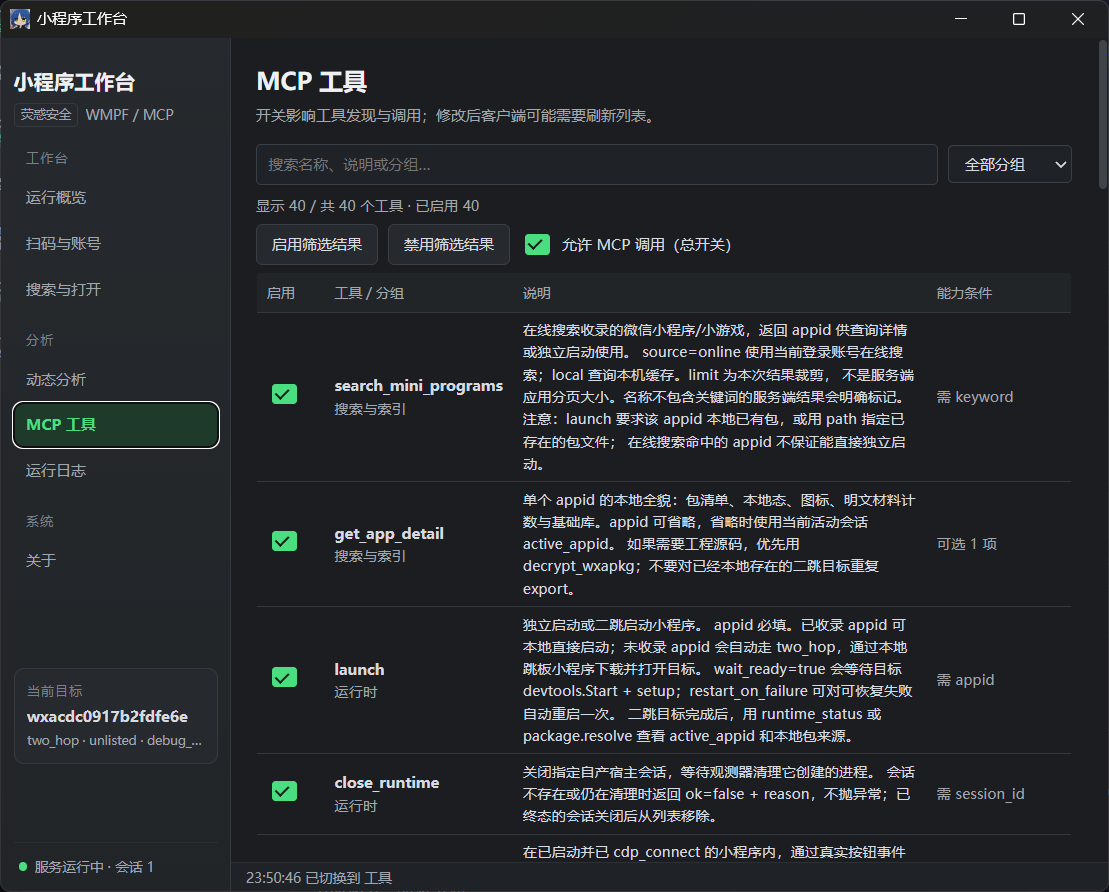 小程序工作台
小程序工作台
荧惑安全 WMPF / MCP
工作台
运行概览
扫码与账号
搜索与打开
分析
动态分析
MCP 工具
运行日志
系统
关于
当前目标
wxacdc0917b2fdfe6e
two_hop · unlisted · debug_...
服务运行中 · 会话 1
MCP 工具
开关影响工具发现与调用；修改后客户端可能需要刷新列表。
搜索名称、说明或分组...
全部分组
显示 40 / 共 40 个工具 · 已启用 40
启用筛选结果
禁用筛选结果
允许 MCP 调用（总开关）
启用 工具 / 分组 说明 能力条件
search_mini_programs
搜索与索引
在线搜索收录的微信小程序/小游戏，返回 appid 供查询详情
或独立启动使用。 source=online 使用当前登录账号在线搜
索；local 查询本机缓存。limit 为本次结果裁剪， 不是服务端
应用分页大小。名称不包含关键词的服务端结果会明确标记。
注意：launch 要求该 appid 本地已有包，或用 path 指定已
存在的包文件； 在线搜索命中的 appid 不保证能直接独立启
动。
需 keyword
get_app_detail
搜索与索引
单个 appid 的本地全貌：包清单、本地态、图标、明文材料计
数与基础库。appid 可省略，省略时使用当前活动会话
active_appid。 如果需要工程源码，优先用
decrypt_wxapkg；不要对已经本地存在的二跳目标重复
export。
可选 1 项
launch
运行时
独立启动或二跳启动小程序。 appid 必填。已收录 appid 可
本地直接启动；未收录 appid 会自动走 two_hop，通过本地
跳板小程序下载并打开目标。 wait_ready=true 会等待目标
devtools.Start + setup；restart_on_failure 可对可恢复失败
自动重启一次。 二跳目标完成后，用 runtime_status 或
package.resolve 查看 active_appid 和本地包来源。
需 appid
close_runtime
运行时
关闭指定自产宿主会话，等待观测器清理它创建的进程。 会话
不存在或仍在清理时返回 ok=false + reason，不抛异常；已
终态的会话关闭后从列表移除。
需 session_id
在已启动并已 cdp_connect 的小程序内，通过真实按钮事件
23:50:46 已切换到 工具